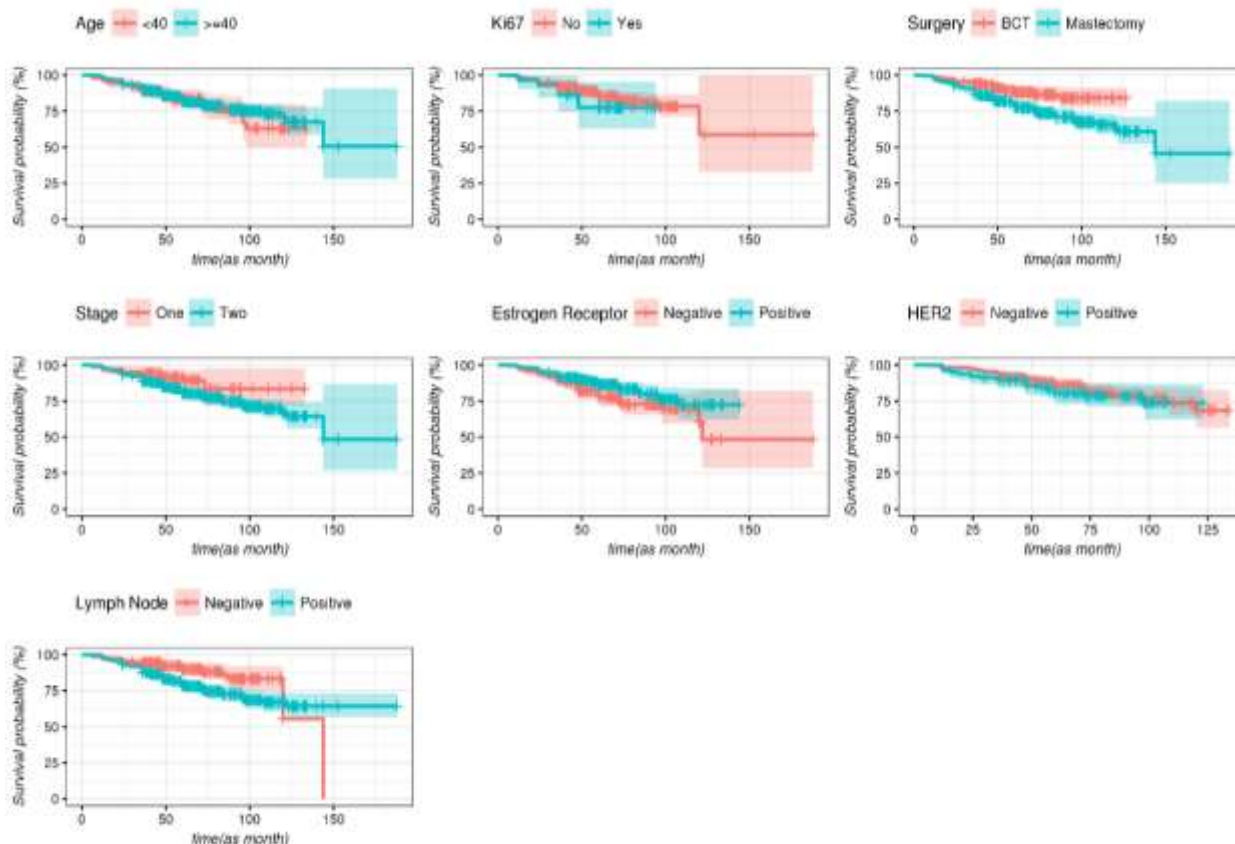 Age <40 >=40
Survival probability (%)
100
75
50
25
0
0 50 100 150
time(as month)
Ki67 No Yes
Survival probability (%)
100
75
50
25
0
0 50 100 150
time(as month)
Surgery BCT Mastectomy
Survival probability (%)
100
75
50
25
0
0 50 100 150
time(as month)
Stage One Two
Survival probability (%)
100
75
50
25
0
0 50 100 150
time(as month)
Estrogen Receptor Negative Positive
Survival probability (%)
100
75
50
25
0
0 50 100 150
time(as month)
HER2 Negative Positive
Survival probability (%)
100
75
50
25
0
0 25 50 75 100 125
time(as month)
Lymph Node Negative Positive
Survival probability (%)
100
75
50
25
0
0 50 100 150
time(as month)